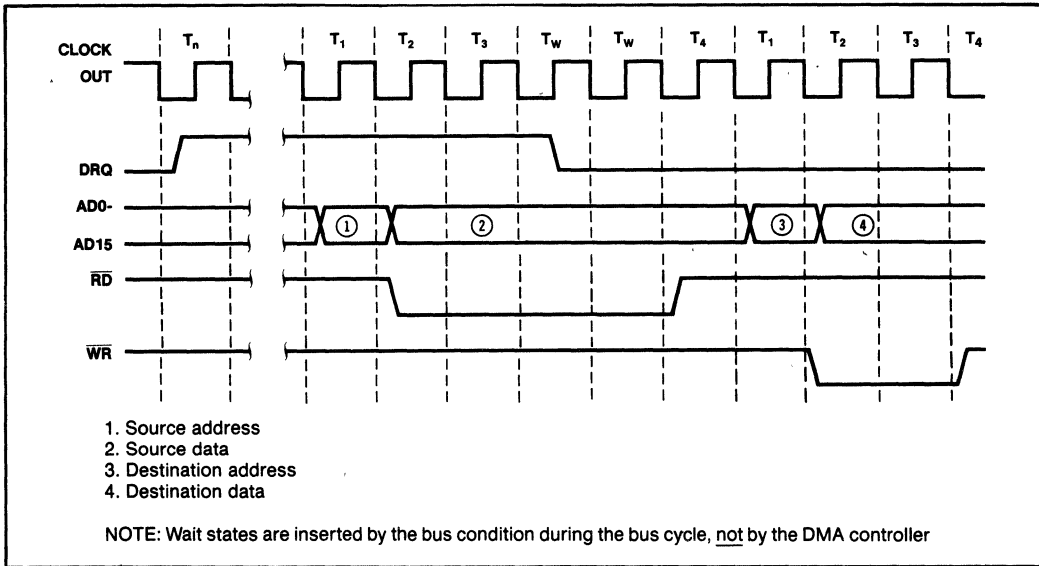 Tn T1 T2 T3 TW TW T4 T1 T2 T3 T4
CLOCK
OUT
DRQ
AD0-
AD15
① ② ③ ④
RD
WR
1. Source address
2. Source data
3. Destination address
4. Destination data
NOTE: Wait states are inserted by the bus condition during the bus cycle, not by the DMA controller